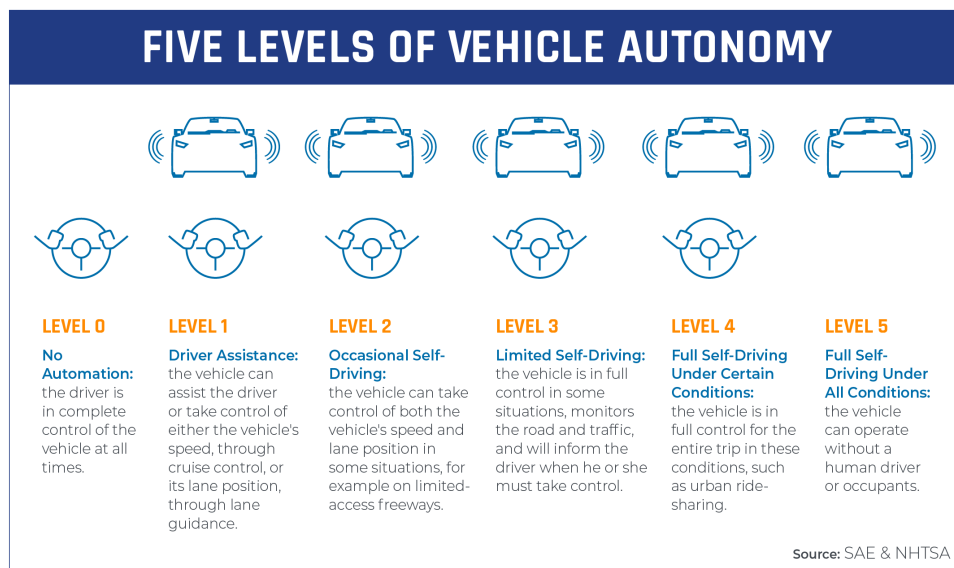 FIVE LEVELS OF VEHICLE AUTONOMY
LEVEL 0
No
Automation:
the driver is
in complete
control of the
vehicle at all
times.
LEVEL 1
Driver Assistance:
the vehicle can
assist the driver
or take control of
either the vehicle's
speed, through
cruise control, or
its lane position,
through lane
guidance.
LEVEL 2
Occasional Self-
Driving:
the vehicle can take
control of both the
vehicle's speed and
lane position in
some situations, for
example on limited-
access freeways.
LEVEL 3
Limited Self-Driving:
the vehicle is in full
control in some
situations, monitors
the road and traffic,
and will inform the
driver when he or she
must take control.
LEVEL 4
Full Self-Driving
Under Certain
Conditions:
the vehicle is in
full control for the
entire trip in these
conditions, such
as urban ride-
sharing.
LEVEL 5
Full Self-
Driving Under
All Conditions:
the vehicle
can operate
without a
human driver
or occupants.
Source: SAE & NHTSA